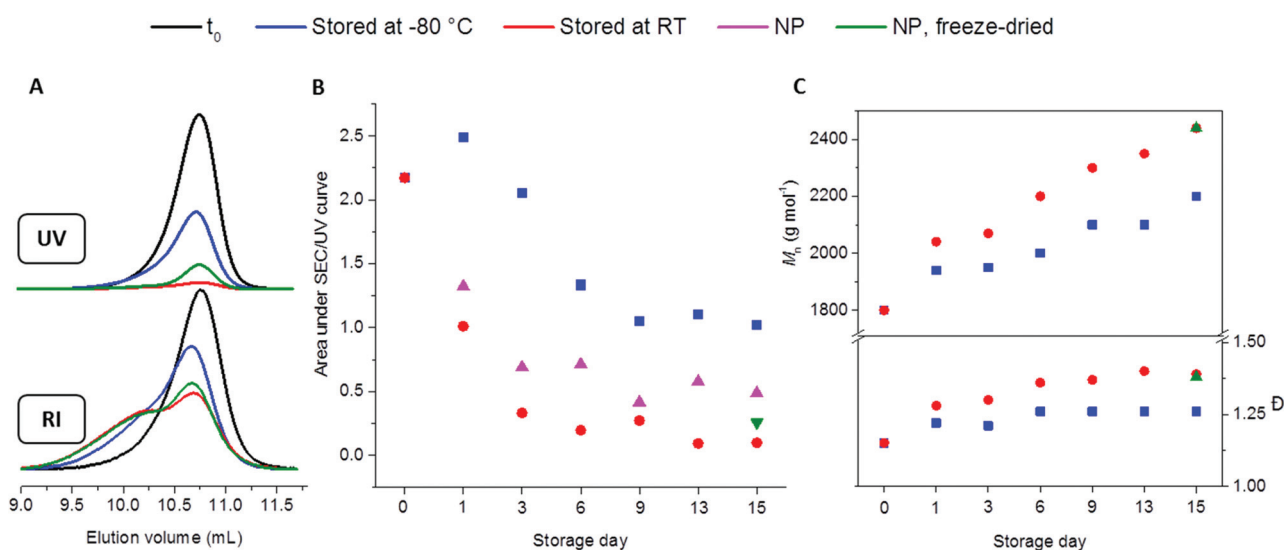 t₀ Stored at -80 °C Stored at RT NP NP, freeze-dried
A
UV
RI
9.0 9.5 10.0 10.5 11.0 11.5
Elution volume (mL)
B
Area under SEC/UV curve
2.5
2.0
1.5
1.0
0.5
0.0
0 1 3 6 9 13 15
Storage day
C
Mₙ (g mol⁻¹)
2400
2200
2000
1800
1.50
1.25
1.00
Đ
0 1 3 6 9 13 15
Storage day